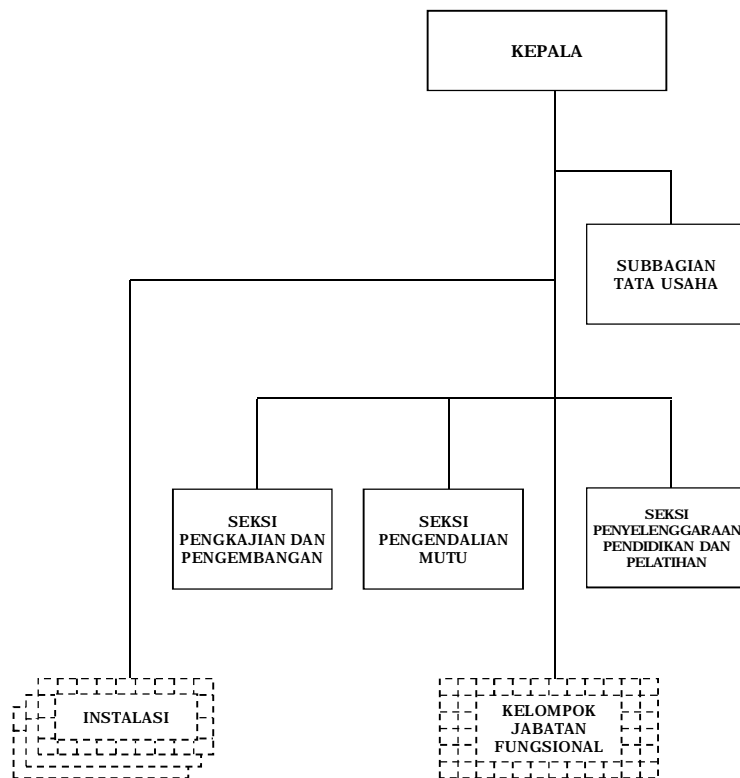 KEPALA
SUBBAGIAN
TATA USAHA
SEKSI
PENGKAJIAN DAN
PENGEMBANGAN
SEKSI
PENGENDALIAN
MUTU
SEKSI
PENYELENGGARAAN
PENDIDIKAN DAN
PELATIHAN
INSTALASI
KELOMPOK
JABATAN
FUNGSIONAL